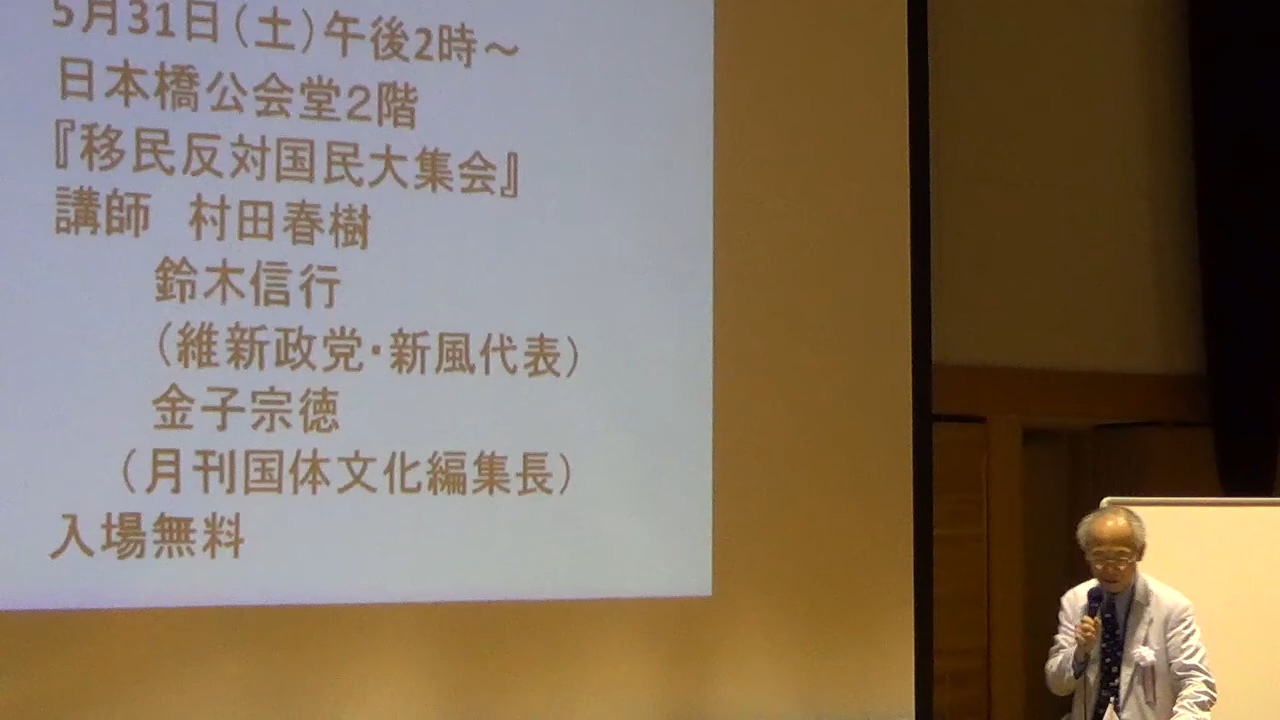 5月31日(土)午後2時～
日本橋公会堂2階
『移民反対国民大集会』
講師　村田春樹
鈴木信行
(維新政党・新風代表)
金子宗徳
(月刊国体文化編集長)
入場無料